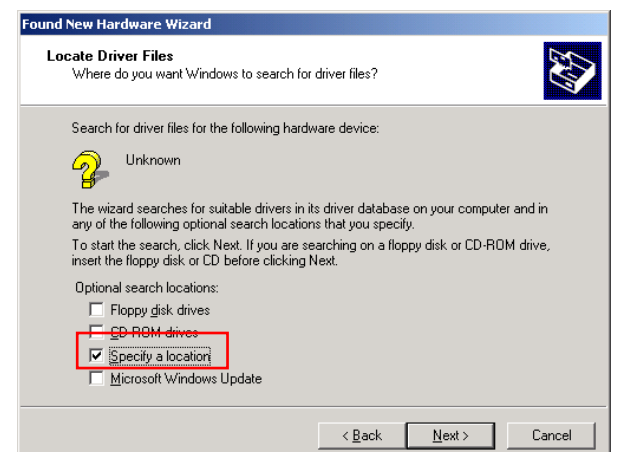 Found New Hardware Wizard
Locate Driver Files
Where do you want Windows to search for driver files?
Search for driver files for the following hardware device:
Unknown
The wizard searches for suitable drivers in its driver database on your computer and in
any of the following optional search locations that you specify.
To start the search, click Next. If you are searching on a floppy disk or CD-ROM drive,
insert the floppy disk or CD before clicking Next.
Optional search locations:
Floppy disk drives
CD-ROM drives
Specify a location
Microsoft Windows Update
< Back Next > Cancel